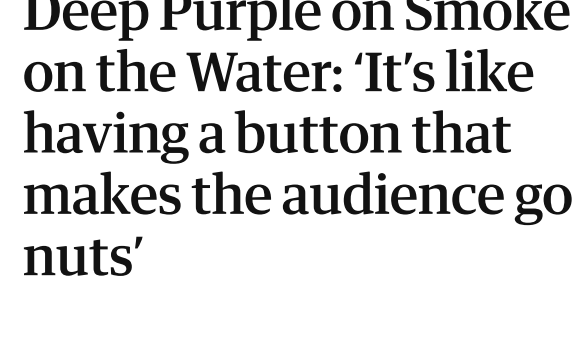 Deep Purple on Smoke
on the Water: ‘It’s like
having a button that
makes the audience go
nuts’